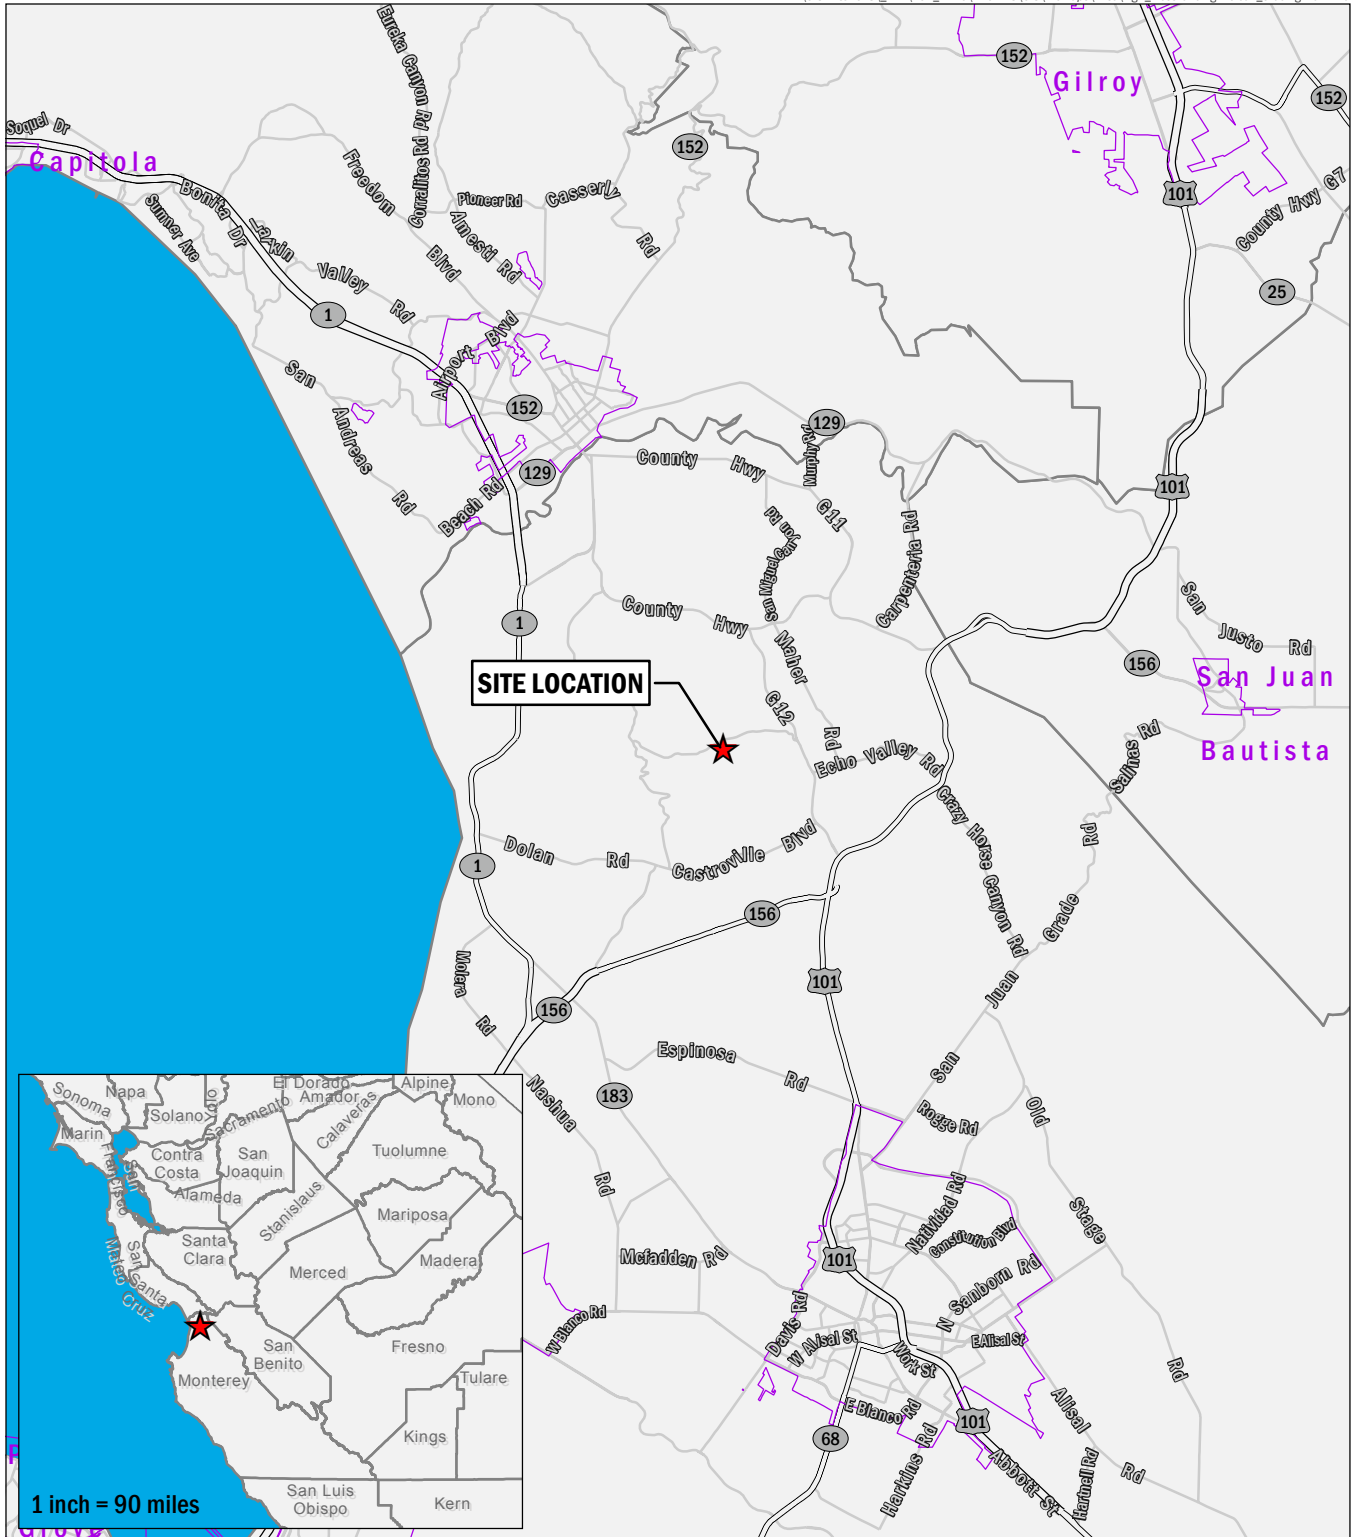 152
Gilroy
152
Eureka Canyon Rd
Soquel Dr
Capitola
152
Freedom
Corralitos Rd
Pioneer Rd
Casserly
101
County Hwy G7
Bonita Dr
Sumner Ave
Larkin
Amesti Rd
Rd
Blvd
Valley
Rd
25
1
Airport Blvd
San
152
Andreas
129
Murphy Rd
County
Hwy
129
101
Rd
Beach Rd
G11
San Miguel Canyon Rd
Carpenteria Rd
County
Hwy
1
San
Justo
Rd
Maher
156
SITE LOCATION
San Juan
G12
Rd
Salinas Rd
Bautista
Echo Valley Rd
Crazy Horse Canyon Rd
Rd
Dolan
Rd
Castroville
Blvd
1
156
Grade
Molera
101
Juan
156
Rd
Espinosa
Rd
San
Nashua
183
Old
Rogge Rd
Rd
Natividad Rd
Stage
Constitution Blvd
Mcfadden Rd
101
N Sanborn Rd
Davis Rd
W Blanco Rd
W Alisal St
Work St
E Alisal St
Rd
E Blanco Rd
Alisal
101
68
Harkins Rd
Abbott St
Hartnell Rd
Rd
El Dorado
Alpine
Napa
Amador
Sonoma
Yolo
Mono
Solano
Sacramento
Calaveras
Marin
Contra
Costa
San
Joaquin
Tuolumne
San
Francisco
Alameda
Stanislaus
Mariposa
Santa
Clara
San
Mateo
Madera
Merced
Santa
Cruz
San
Benito
Fresno
Monterey
Tulare
Kings
San Luis
Obispo
Kern
1 inch = 90 miles
Grove